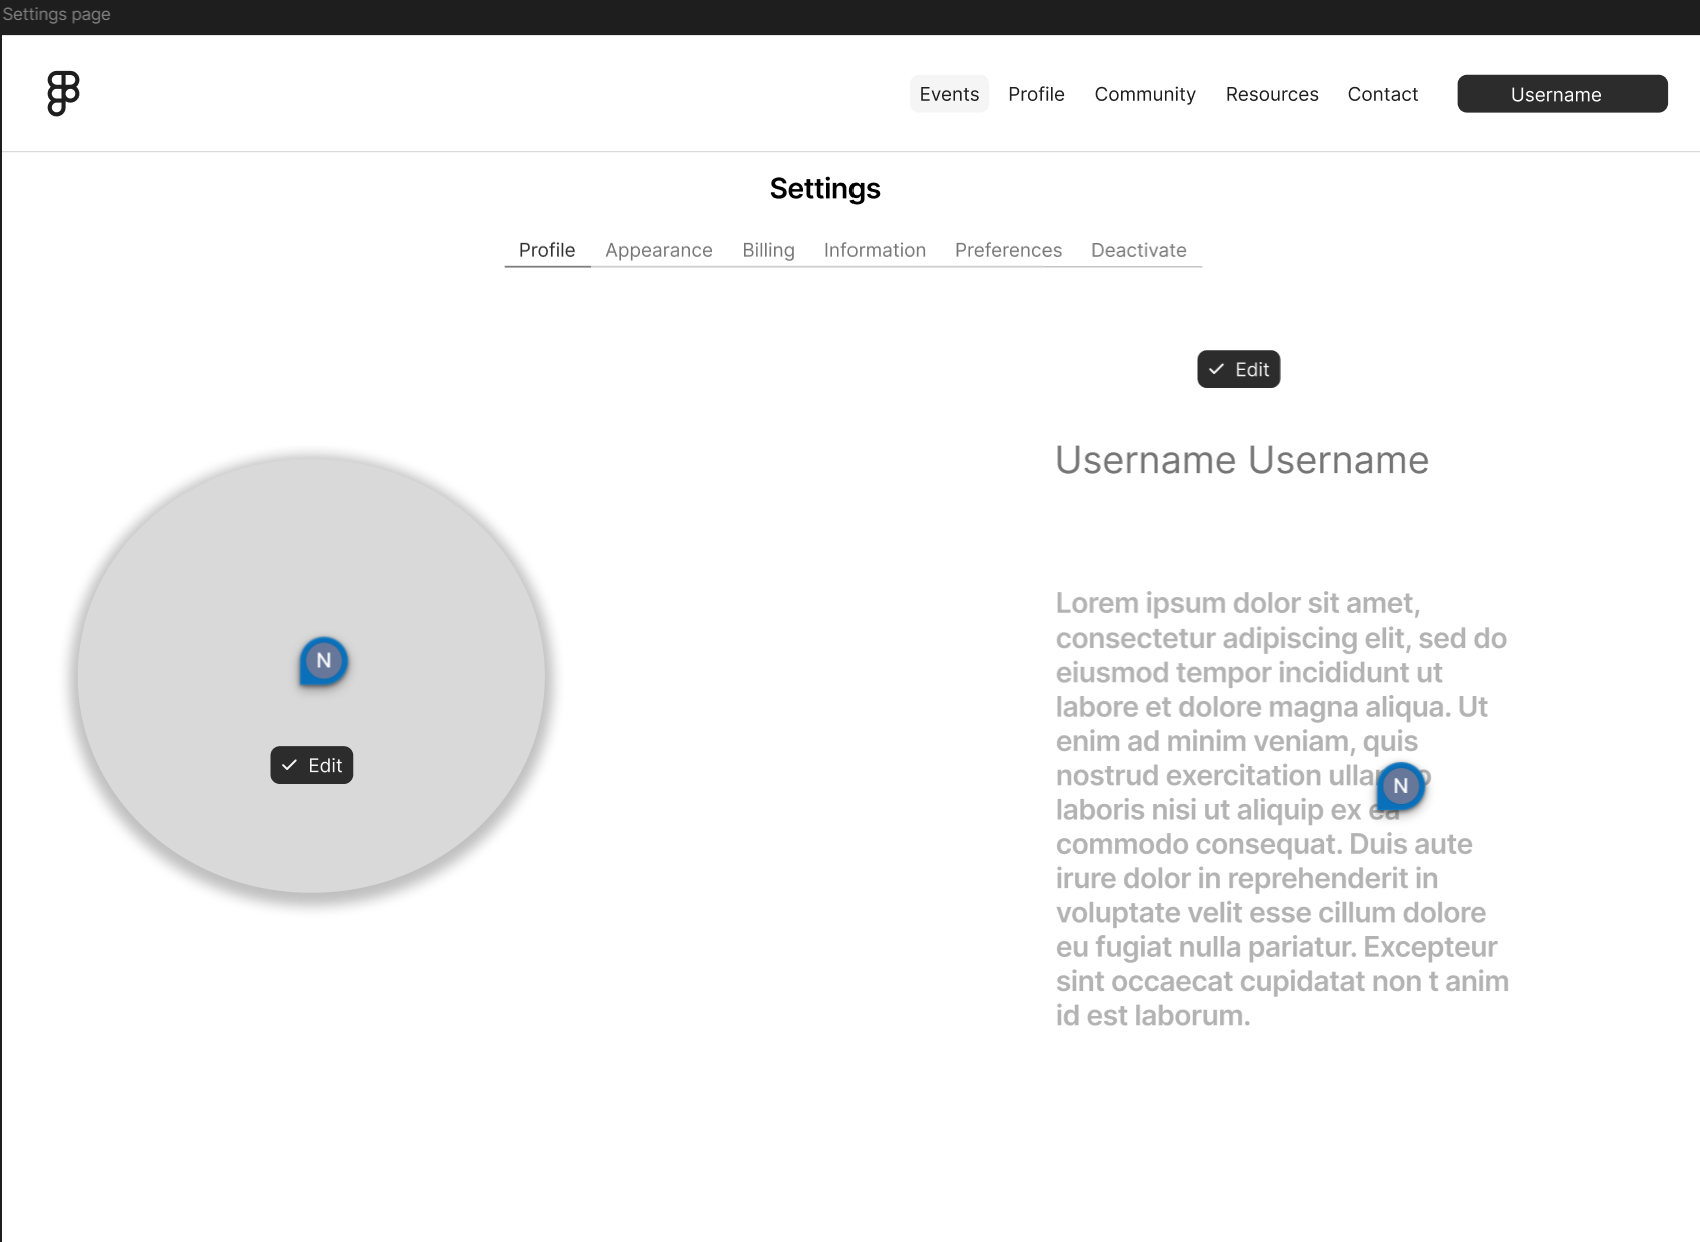 Settings page
Events Profile Community Resources Contact Username
Settings
Profile Appearance Billing Information Preferences Deactivate
Edit
Username Username
Lorem ipsum dolor sit amet,
consectetur adipiscing elit, sed do
eiusmod tempor incididunt ut
labore et dolore magna aliqua. Ut
enim ad minim veniam, quis
nostrud exercitation
laboris nisi ut aliquip ex ea
commodo consequat. Duis aute
irure dolor in reprehenderit in
voluptate velit esse cillum dolore
eu fugiat nulla pariatur. Excepteur
sint occaecat cupidatat non t anim
id est laborum.
N
N
Edit